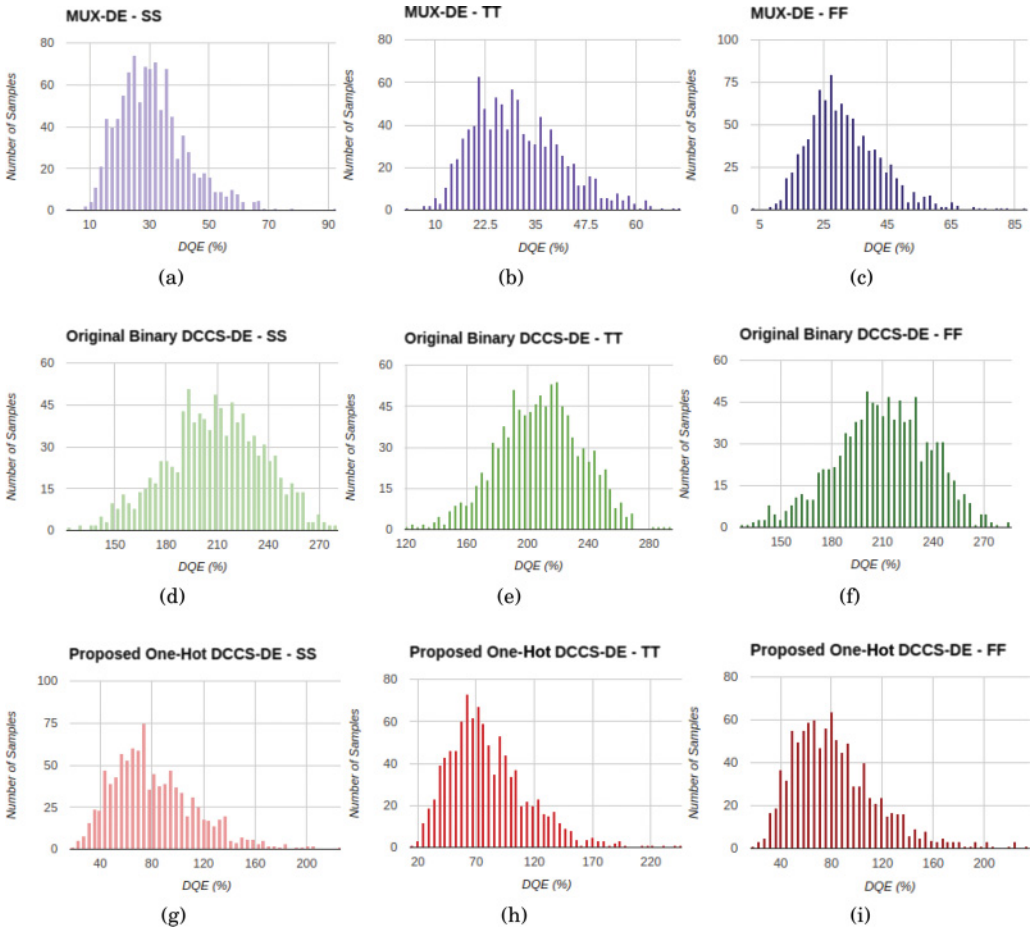 MUX-DE - SS
Number of Samples
80
60
40
20
0
10 30 50 70 90
DQE (%)
(a)
MUX-DE - TT
Number of Samples
80
60
40
20
0
10 22.5 35 47.5 60
DQE (%)
(b)
MUX-DE - FF
Number of Samples
100
75
50
25
0
5 25 45 65 85
DQE (%)
(c)
Original Binary DCCS-DE - SS
Number of Samples
60
45
30
15
0
150 180 210 240 270
DQE (%)
(d)
Original Binary DCCS-DE - TT
Number of Samples
60
45
30
15
0
120 160 200 240 280
DQE (%)
(e)
Original Binary DCCS-DE - FF
Number of Samples
60
45
30
15
0
150 180 210 240 270
DQE (%)
(f)
Proposed One-Hot DCCS-DE - SS
Number of Samples
100
75
50
25
0
40 80 120 160 200
DQE (%)
(g)
Proposed One-Hot DCCS-DE - TT
Number of Samples
80
60
40
20
0
20 70 120 170 220
DQE (%)
(h)
Proposed One-Hot DCCS-DE - FF
Number of Samples
80
60
40
20
0
40 80 120 160 200
DQE (%)
(i)